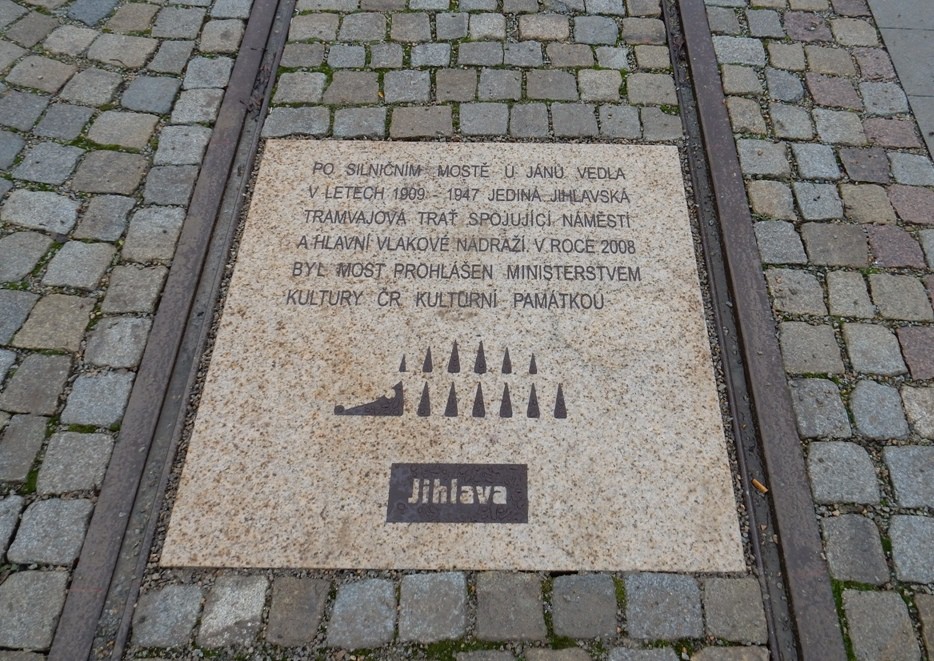 PO SILNIČNÍM MOSTĚ U JÁNŮ VEDLA
V LETECH 1909 - 1947 JEDINÁ JIHLAVSKÁ
TRAMVAJOVÁ TRAŤ SPOJUJÍCÍ NÁMĚSTÍ
A HLAVNÍ VLAKOVÉ NÁDRAŽÍ. V ROCE 2008
BYL MOST PROHLÁŠEN MINISTERSTVEM
KULTURY ČR KULTURNÍ PAMÁTKOU
Jihlava